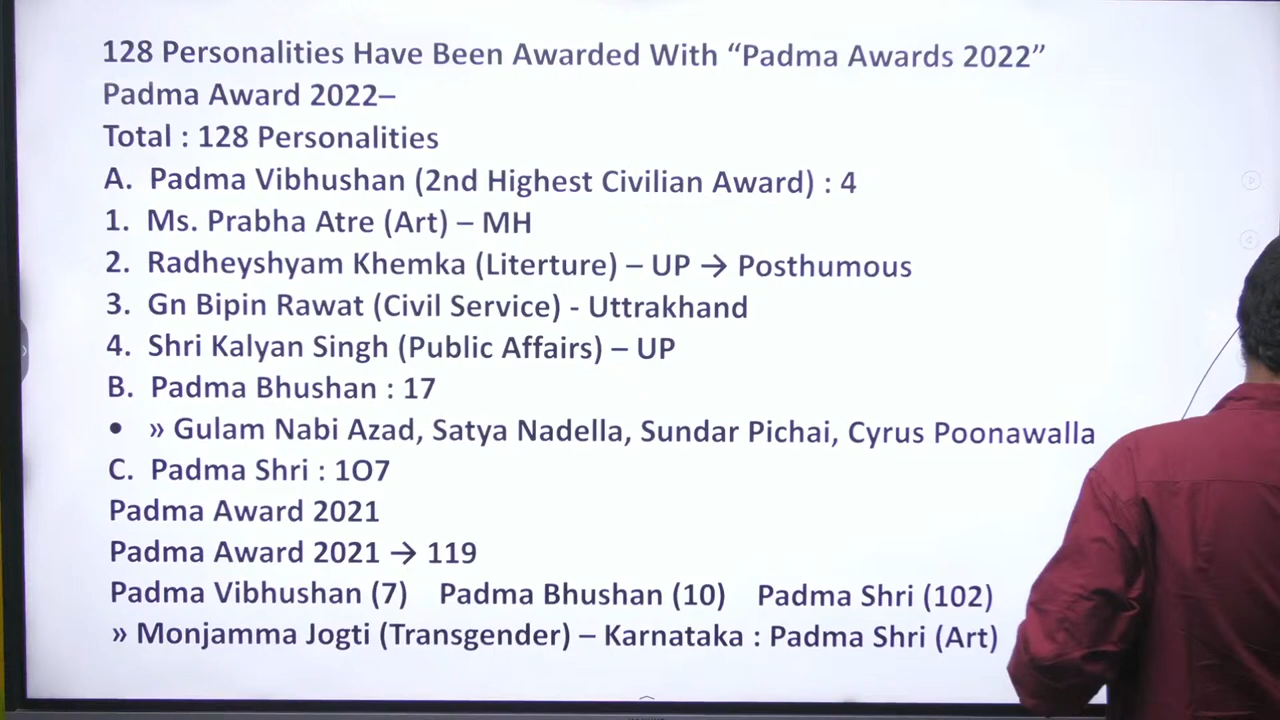 128 Personalities Have Been Awarded With “Padma Awards 2022”
Padma Award 2022–
Total : 128 Personalities
A. Padma Vibhushan (2nd Highest Civilian Award) : 4
1. Ms. Prabha Atre (Art) – MH
2. Radheyshyam Khemka (Literture) – UP → Posthumous
3. Gn Bipin Rawat (Civil Service) - Uttrakhand
4. Shri Kalyan Singh (Public Affairs) – UP
B. Padma Bhushan : 17
• » Gulam Nabi Azad, Satya Nadella, Sundar Pichai, Cyrus Poonawalla
C. Padma Shri : 1O7
Padma Award 2021
Padma Award 2021 → 119
Padma Vibhushan (7) Padma Bhushan (10) Padma Shri (102)
» Monjamma Jogti (Transgender) – Karnataka : Padma Shri (Art)